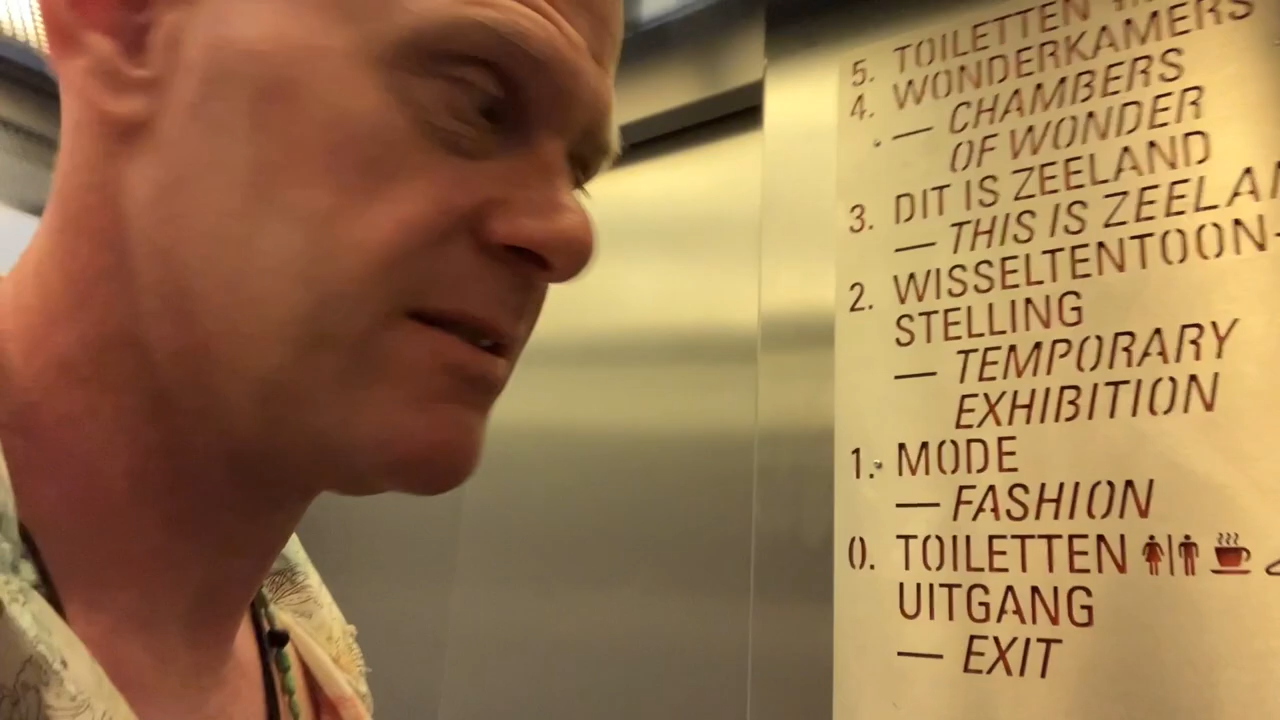 5. TOILETTEN
4. WONDERKAMERS
— CHAMBERS
OF WONDER
3. DIT IS ZEELAND
— THIS IS ZEELAN
2. WISSELTENTOON-
STELLING
— TEMPORARY
EXHIBITION
1. MODE
— FASHION
0. TOILETTEN
UITGANG
— EXIT